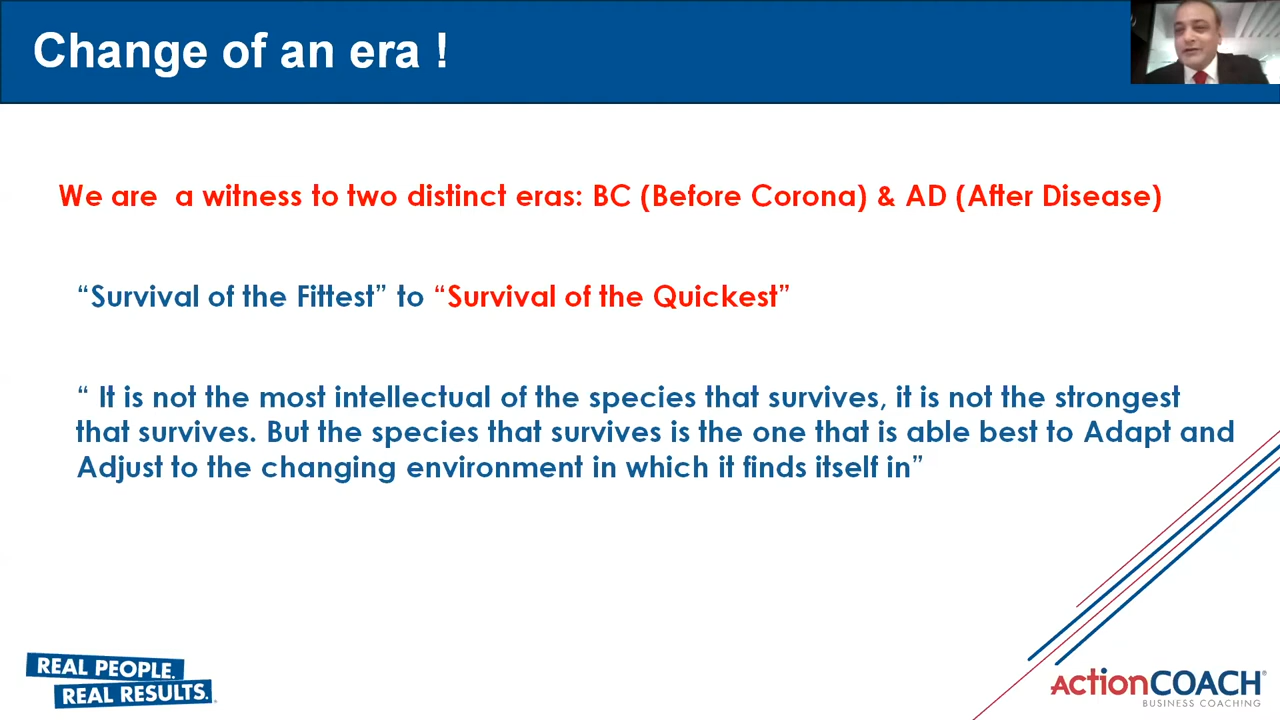 Change of an era !
We are a witness to two distinct eras: BC (Before Corona) & AD (After Disease)
“Survival of the Fittest” to “Survival of the Quickest”
“ It is not the most intellectual of the species that survives, it is not the strongest
that survives. But the species that survives is the one that is able best to Adapt and
Adjust to the changing environment in which it finds itself in”
REAL PEOPLE.
REAL RESULTS.
ActionCOACH®
BUSINESS COACHING